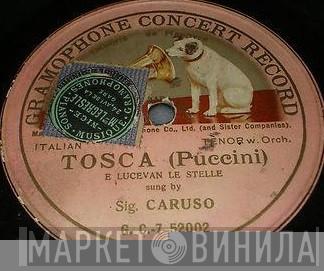 GRAMOPHONE CONCERT RECORD
Gramophone Co., Ltd. (and Sister Companies).
ITALIAN
TENOR w. Orch.
TOSCA (Puccini)
E LUCEVAN LE STELLE
sung by
Sig. CARUSO
G. C.-7-52002
МАРКЕТ ВИНИЛА